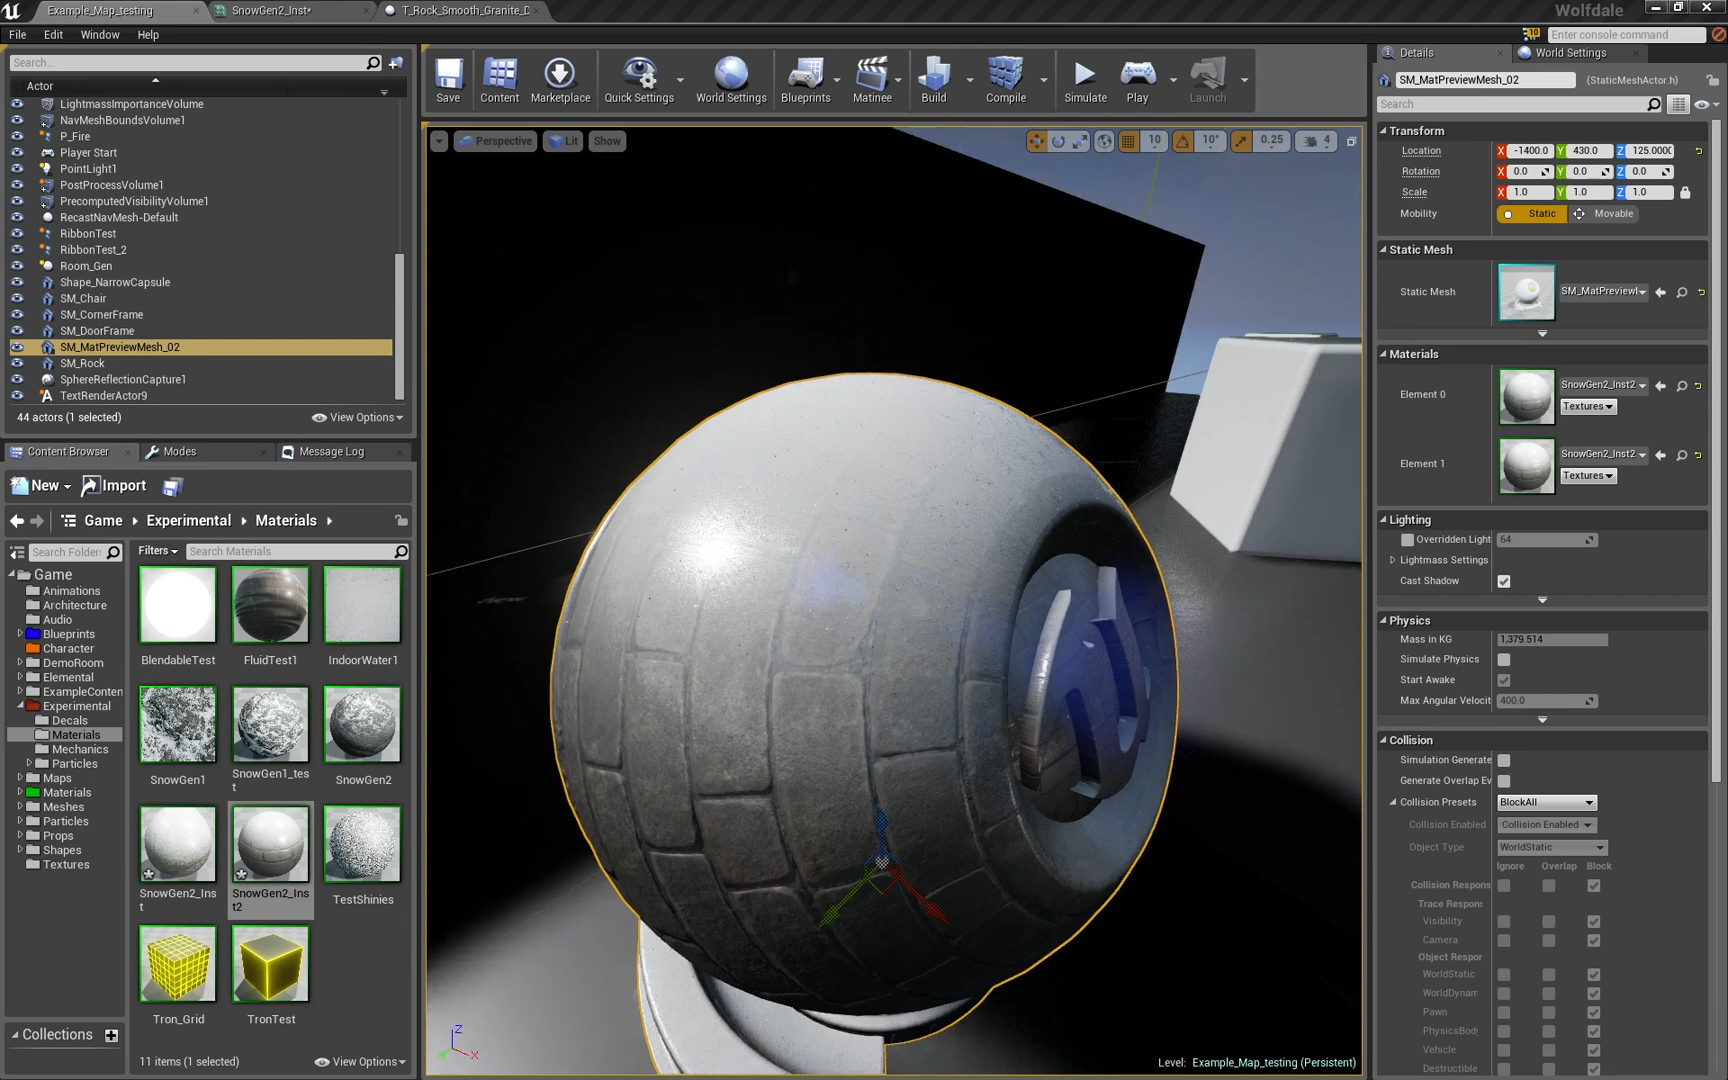 Example_Map_testing
SnowGen2_Inst*
T_Rock_Smooth_Granite_D
Wolfdale
File Edit Window Help
10
Enter console command
Search...
Actor
LightmassImportanceVolume
NavMeshBoundsVolume1
P_Fire
Player Start
PointLight1
PostProcessVolume1
PrecomputedVisibilityVolume1
RecastNavMesh-Default
RibbonTest
RibbonTest_2
Room_Gen
Shape_NarrowCapsule
SM_Chair
SM_CornerFrame
SM_DoorFrame
SM_MatPreviewMesh_02
SM_Rock
SphereReflectionCapture1
TextRenderActor9
44 actors (1 selected)
View Options
Content Browser
Modes
Message Log
New
Import
Game Experimental Materials
Search Folders
Filters
Search Materials
Game
Animations
Architecture
Audio
Blueprints
Character
DemoRoom
Elemental
ExampleConten
Experimental
Decals
Materials
Mechanics
Particles
Maps
Materials
Meshes
Particles
Props
Shapes
Textures
Collections
BlendableTest
FluidTest1
IndoorWater1
SnowGen1
SnowGen1_tes
t
SnowGen2
SnowGen2_Ins
t
SnowGen2_Ins
t2
TestShinies
Tron_Grid
TronTest
11 items (1 selected)
View Options
Save
Content
Marketplace
Quick Settings
World Settings
Blueprints
Matinee
Build
Compile
Simulate
Play
Launch
Perspective
Lit
Show
10
10°
0.25
4
Z
X
Level: Example_Map_testing (Persistent)
Details
World Settings
SM_MatPreviewMesh_02
(StaticMeshActor.h)
Search
Transform
Location X -1400.0 Y 430.0 Z 125.000
Rotation X 0.0 Y 0.0 Z 0.0
Scale X 1.0 Y 1.0 Z 1.0
Mobility Static Movable
Static Mesh
Static Mesh SM_MatPreviewM
Materials
Element 0 SnowGen2_Inst2
Textures
Element 1 SnowGen2_Inst2
Textures
Lighting
Overridden Light 64
Lightmass Settings
Cast Shadow
Physics
Mass in KG 1,379.514
Simulate Physics
Start Awake
Max Angular Velocit 400.0
Collision
Simulation Generate
Generate Overlap Ev
Collision Presets BlockAll
Collision Enabled Collision Enabled
Object Type WorldStatic
Ignore Overlap Block
Collision Respons
Trace Respons
Visibility
Camera
Object Respor
WorldStatic
WorldDynam
Pawn
PhysicsBody
Vehicle
Destructible